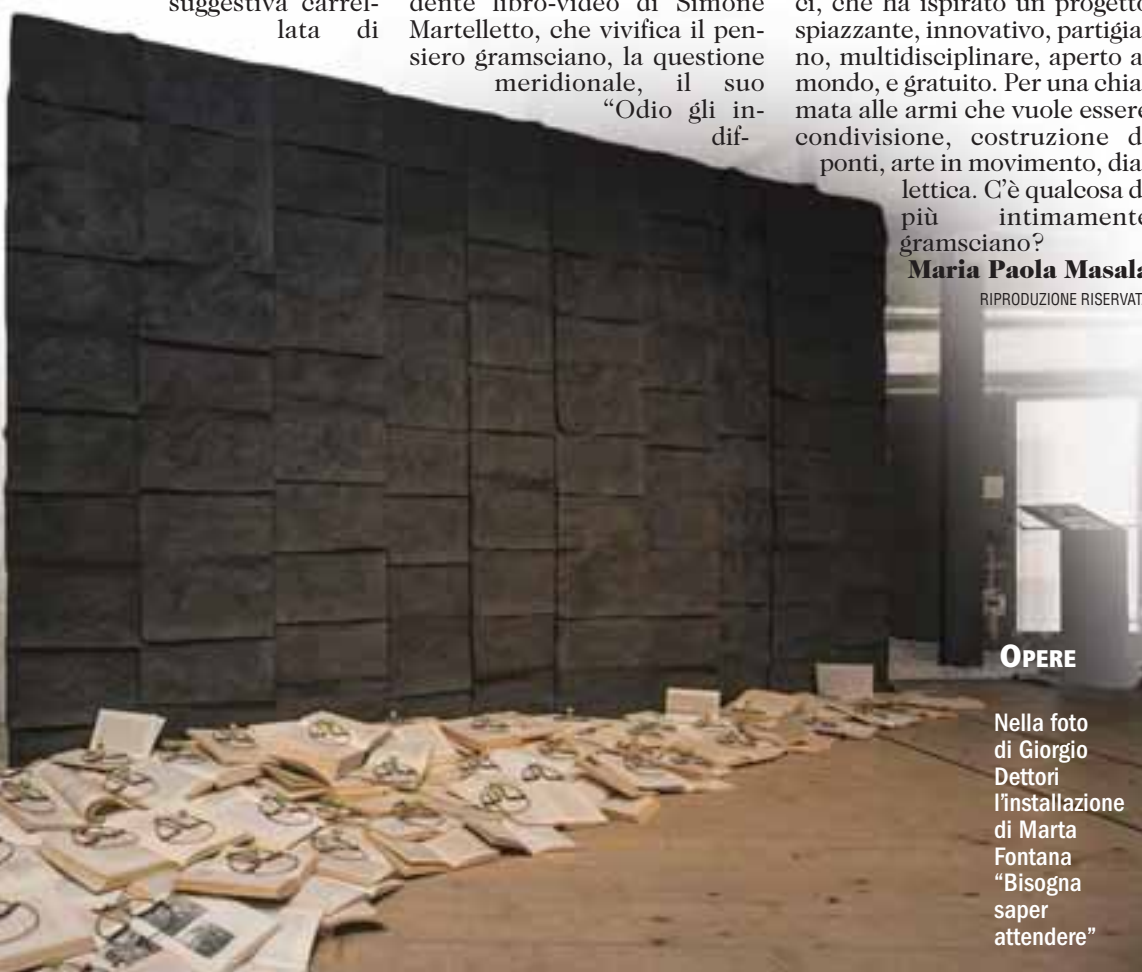 suggestiva carrel-
lata di
dente libro-video di Simone
Martelletto, che vivifica il pen-
siero gramsciano, la questione
meridionale, il suo
“Odio gli in-
dif-
ci, che ha ispirato un progetto
spiazzante, innovativo, partigia
no, multidisciplinare, aperto a
mondo, e gratuito. Per una chia
mata alle armi che vuole essere
condivisione, costruzione d
ponti, arte in movimento, dia
lettica. C’è qualcosa d
più intimamente
gramsciano?
Maria Paola Masala
RIPRODUZIONE RISERVAT
OPERE
Nella foto
di Giorgio
Dettori
l’installazione
di Marta
Fontana
“Bisogna
saper
attendere”